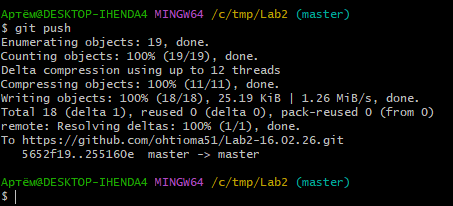 Артём@DESKTOP-IHENDA4 MINGW64 /c/tmp/Lab2 (master)
$ git push
Enumerating objects: 19, done.
Counting objects: 100% (19/19), done.
Delta compression using up to 12 threads
Compressing objects: 100% (11/11), done.
Writing objects: 100% (18/18), 25.19 KiB | 1.26 MiB/s, done.
Total 18 (delta 1), reused 0 (delta 0), pack-reused 0 (from 0)
remote: Resolving deltas: 100% (1/1), done.
To https://github.com/ohtioma51/Lab2-16.02.26.git
   5652f19..255160e  master -> master

Артём@DESKTOP-IHENDA4 MINGW64 /c/tmp/Lab2 (master)
$